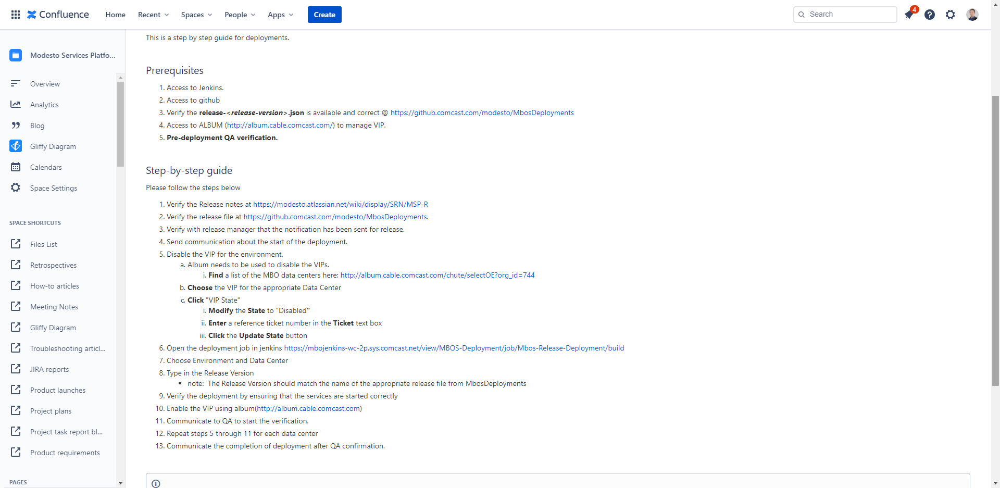 Confluence Home Recent Spaces People Apps Create Search 4
This is a step by step guide for deployments.
Modesto Services Platfo...
Overview
Analytics
Blog
Gliffy Diagram
Calendars
Space Settings
SPACE SHORTCUTS
Files List
Retrospectives
How-to articles
Meeting Notes
Gliffy Diagram
Troubleshooting articl...
JIRA reports
Product launches
Project plans
Project task report bl...
Product requirements
PAGES
Prerequisites
1. Access to Jenkins.
2. Access to github
3. Verify the release-<release-version>.json is available and correct @ https://github.comcast.com/modesto/MbosDeployments
4. Access to ALBUM (http://album.cable.comcast.com/) to manage VIP.
5. Pre-deployment QA verification.
Step-by-step guide
Please follow the steps below
1. Verify the Release notes at https://modesto.atlassian.net/wiki/display/SRN/MSP-R
2. Verify the release file at https://github.comcast.com/modesto/MbosDeployments.
3. Verify with release manager that the notification has been sent for release.
4. Send communication about the start of the deployment.
5. Disable the VIP for the environment.
a. Album needs to be used to disable the VIPs.
i. Find a list of the MBO data centers here: http://album.cable.comcast.com/chute/selectOE?org_id=744
b. Choose the VIP for the appropriate Data Center
c. Click "VIP State"
i. Modify the State to "Disabled"
ii. Enter a reference ticket number in the Ticket text box
iii. Click the Update State button
6. Open the deployment job in jenkins https://mbojenkins-wc-2p.sys.comcast.net/view/MBOS-Deployment/job/Mbos-Release-Deployment/build
7. Choose Environment and Data Center
8. Type in the Release Version
• note: The Release Version should match the name of the appropriate release file from MbosDeployments
9. Verify the deployment by ensuring that the services are started correctly
10. Enable the VIP using album(http://album.cable.comcast.com)
11. Communicate to QA to start the verification.
12. Repeat steps 5 through 11 for each data center
13. Communicate the completion of deployment after QA confirmation.